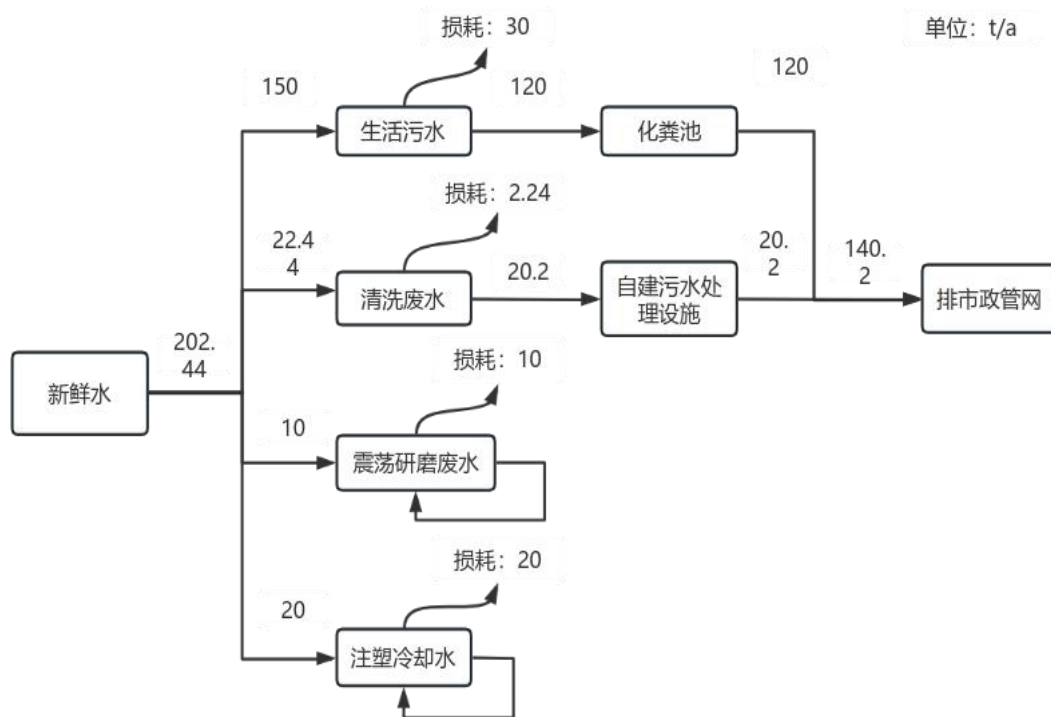 损耗：30
单位：t/a
150
120
120
生活污水
化粪池
损耗：2.24
22.4
4
20.2
20.
2
140.
2
清洗废水
自建污水处
理设施
排市政管网
202.
44
新鲜水
损耗：10
10
震荡研磨废水
损耗：20
20
注塑冷却水